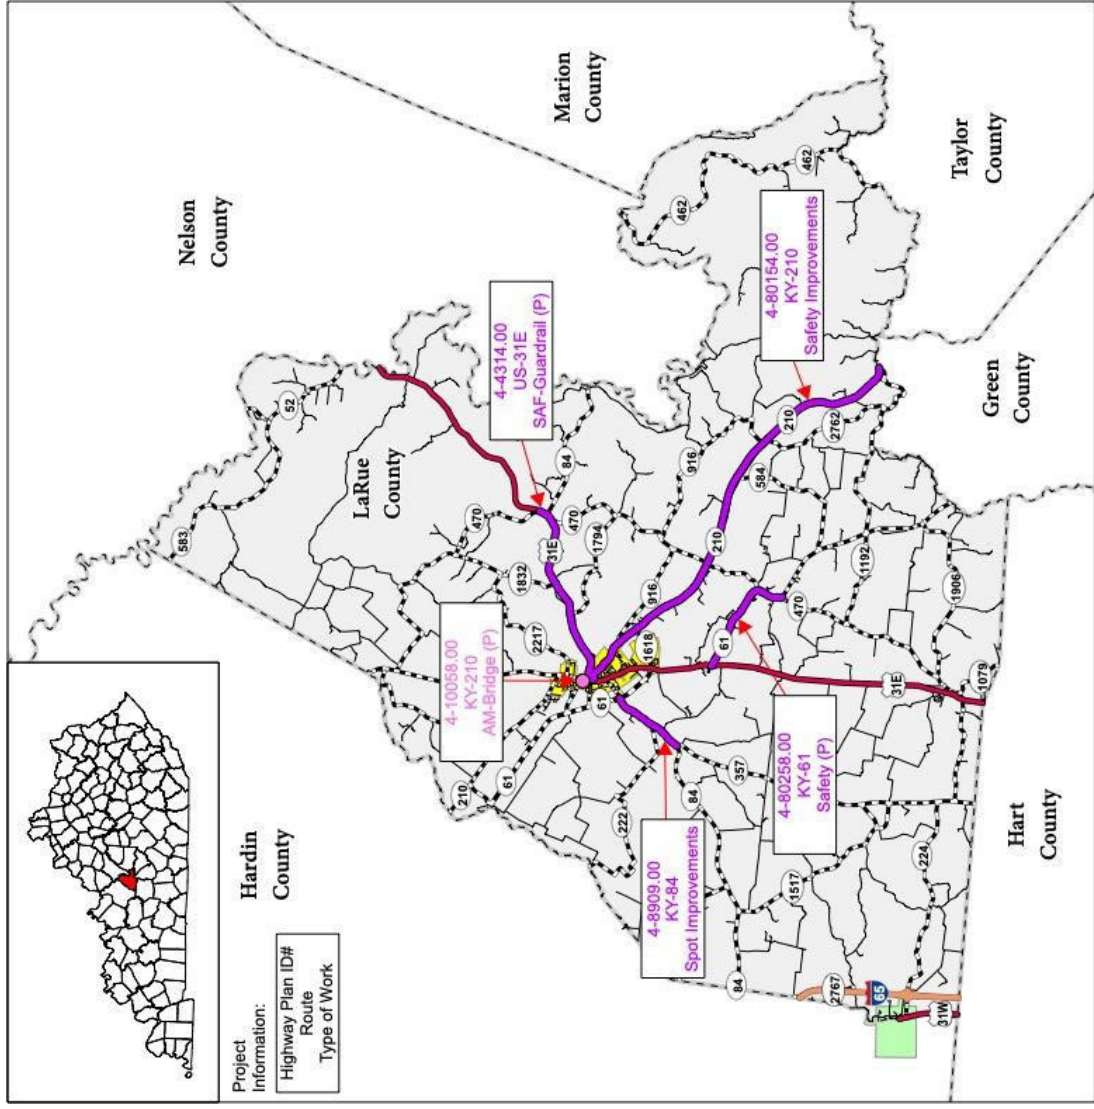 Project
Information:
Highway Plan ID#
Route
Type of Work
Hardin
County
Nelson
County
Marion
County
Taylor
County
Green
County
Hart
County
LaRue
County
4-10058.00
KY-210
AM-Bridge (P)
4-4314.00
US-31E
SAF-Guardrail (P)
4-80154.00
KY-210
Safety Improvements
4-8909.00
KY-84
Spot Improvements
4-80258.00
KY-61
Safety (P)
583
52
470
84
470
1794
31E
1832
2217
916
916
462
462
210
210
2762
584
1192
1906
470
61
1618
61
61
210
222
84
357
1517
84
224
31E
1079
2767
65
31W